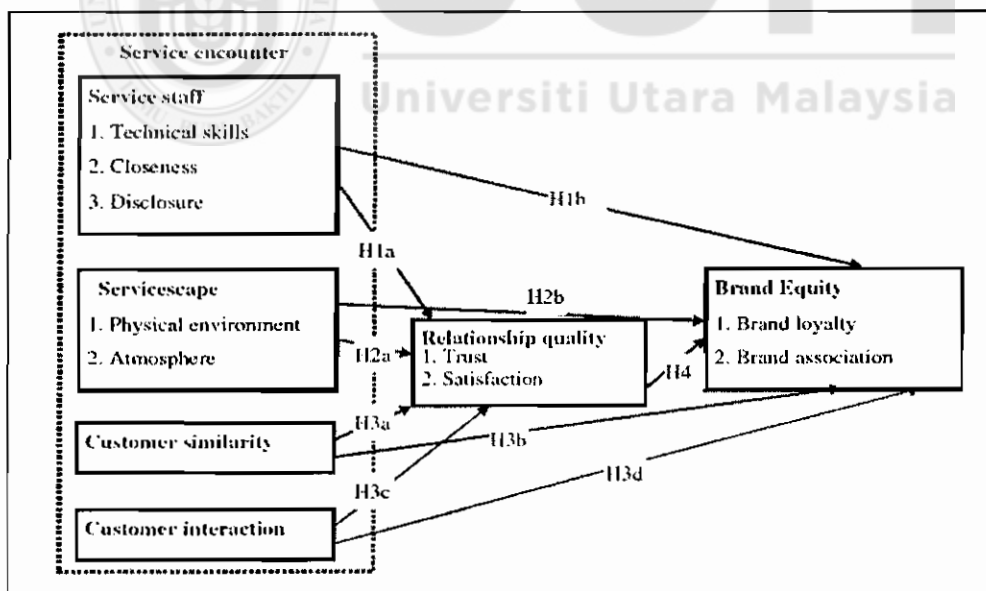 Universiti Utara Malaysia
Service encounter
Service staff
1. Technical skills
2. Closeness
3. Disclosure
H1b
H1a
Servicescape
1. Physical environment
2. Atmosphere
H2b
H2a
Relationship quality
1. Trust
2. Satisfaction
Brand Equity
1. Brand loyalty
2. Brand association
H4
Customer similarity
H3a
H3b
H3c
H3d
Customer interaction